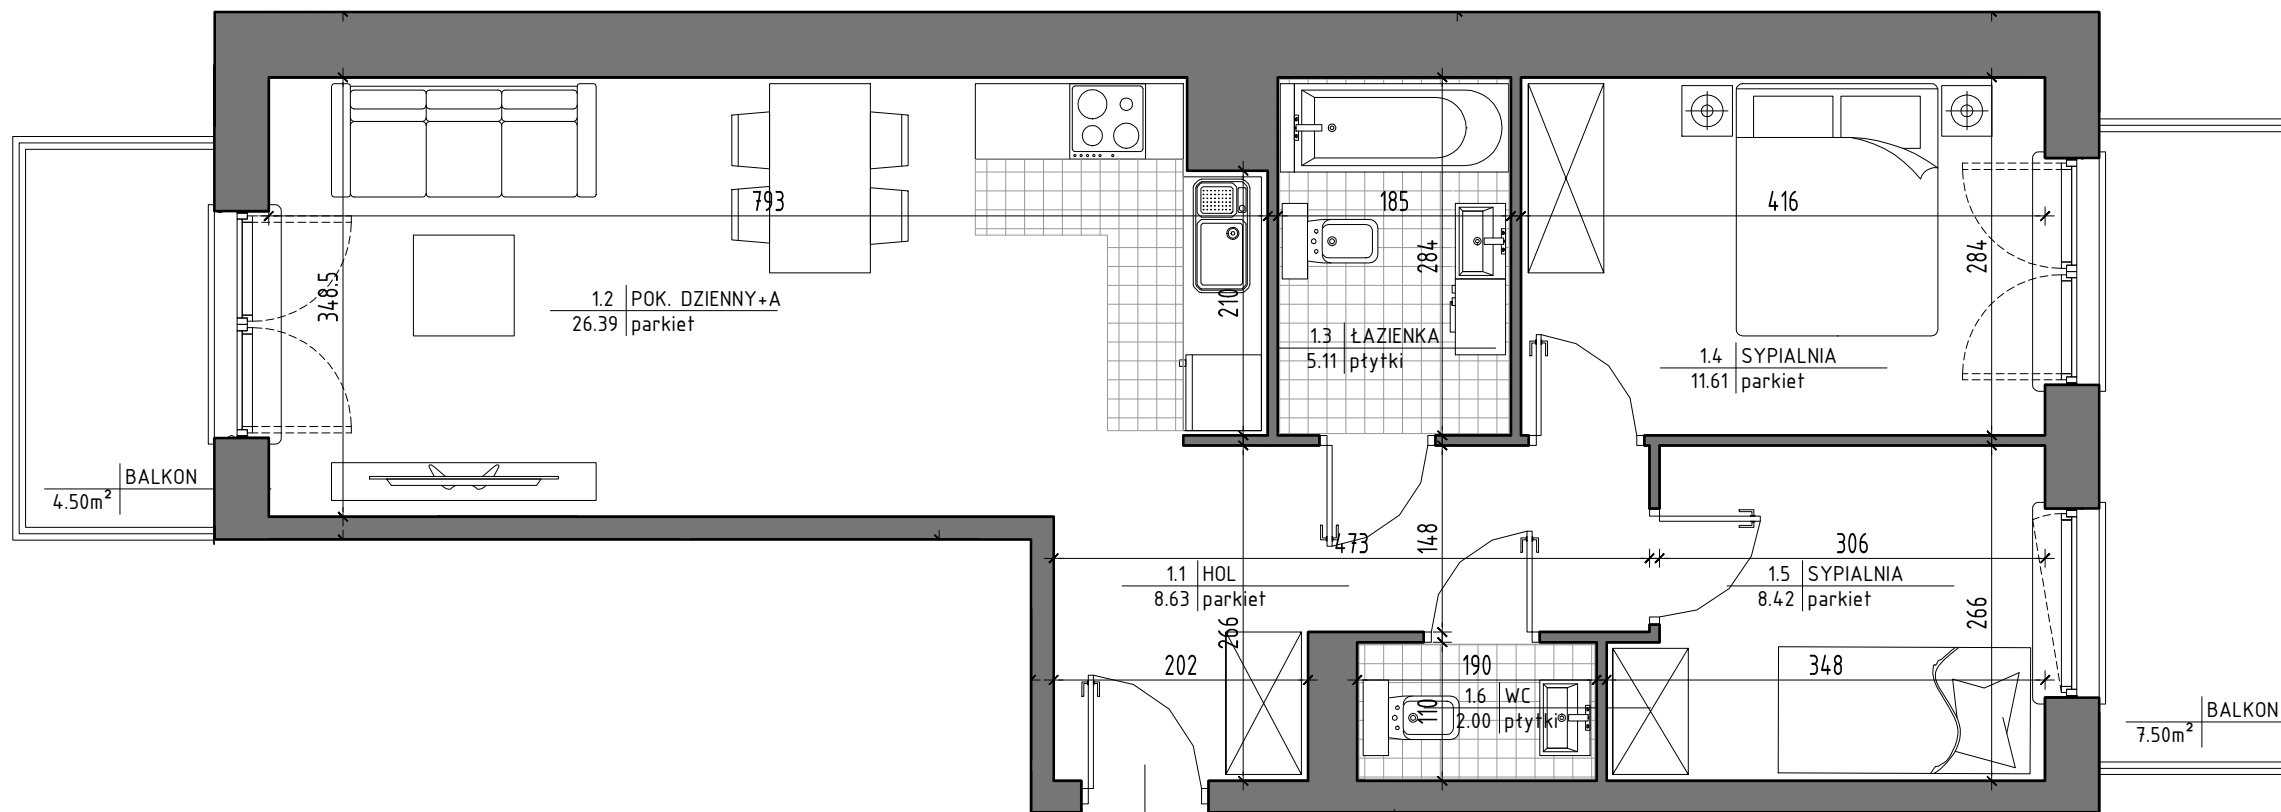 793
185
416
284
284
348.5
210
1.2 POK. DZIENNY+A
26.39 parkiet
1.3 ŁAZIENKA
5.11 płytki
1.4 SYPIALNIA
11.61 parkiet
BALKON
4.50m²
473
148
306
1.1 HOL
8.63 parkiet
1.5 SYPIALNIA
8.42 parkiet
266
266
202
190
348
1.6 WC
2.00 płytki
110
BALKON
7.50m²